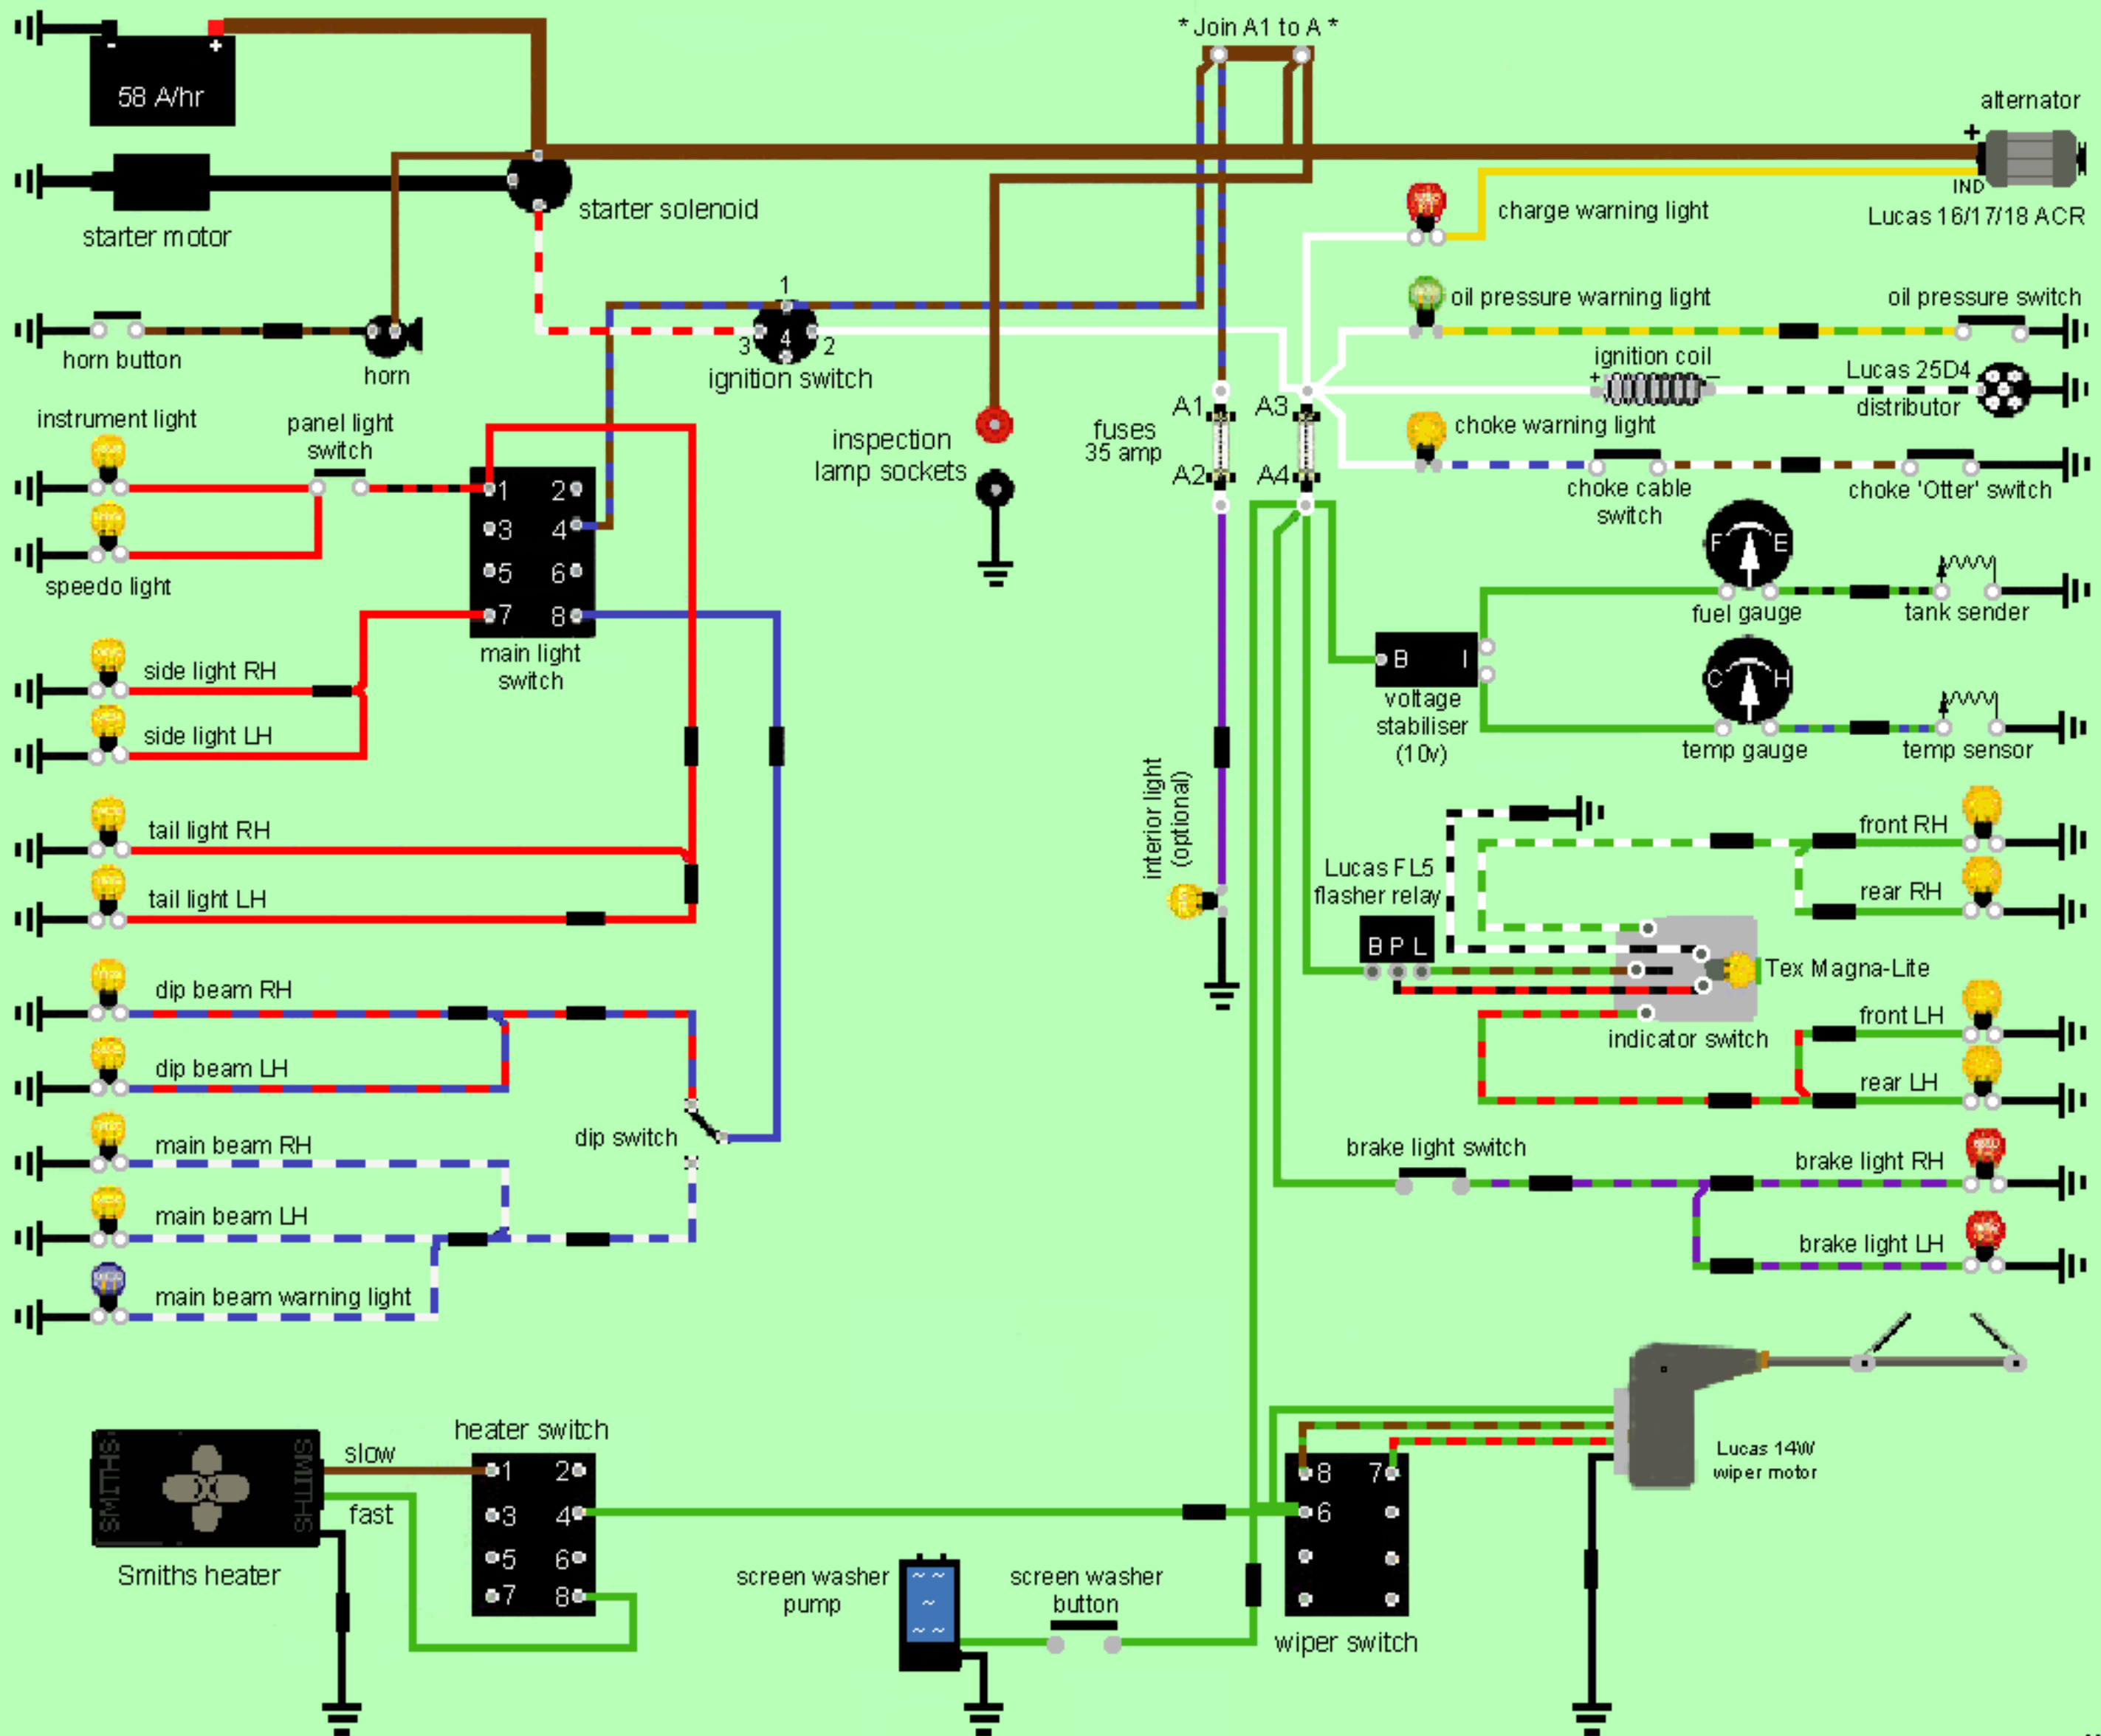 * Join A1 to A *
-
+
58 A/hr
alternator
+
IND
Lucas 16/17/18 ACR
starter motor
starter solenoid
charge warning light
1
3
4
2
ignition switch
horn button
horn
oil pressure warning light
oil pressure switch
ignition coil
+
−
Lucas 25D4
distributor
instrument light
panel light
switch
speedo light
A1
A3
fuses
35 amp
A2
A4
inspection
lamp sockets
choke warning light
choke cable
switch
choke 'Otter' switch
1 2
3 4
5 6
7 8
main light
switch
F E
fuel gauge
tank sender
B I
voltage
stabiliser
(10v)
C H
temp gauge
temp sensor
side light RH
side light LH
interior light
(optional)
tail light RH
tail light LH
Lucas FL5
flasher relay
B P L
front RH
rear RH
Tex Magna-Lite
indicator switch
front LH
rear LH
dip beam RH
dip beam LH
dip switch
main beam RH
main beam LH
main beam warning light
brake light switch
brake light RH
brake light LH
SMITHS
SMITHS
slow
fast
Smiths heater
heater switch
1 2
3 4
5 6
7 8
8 7
6
wiper switch
Lucas 14W
wiper motor
screen washer
pump
screen washer
button